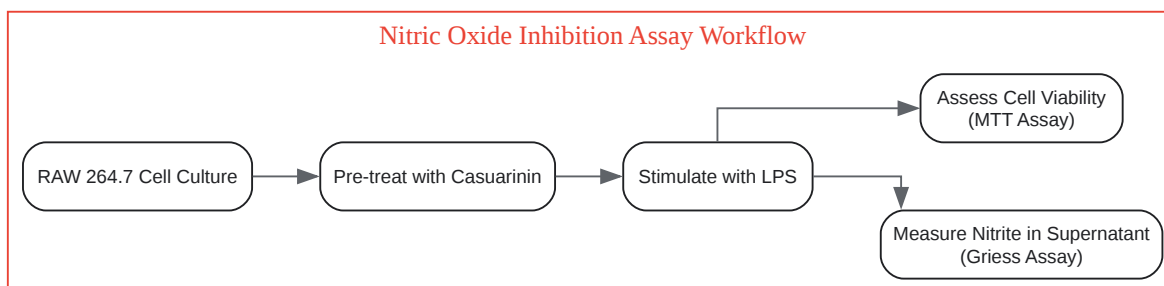 Nitric Oxide Inhibition Assay Workflow
RAW 264.7 Cell Culture
Pre-treat with Casuarinin
Stimulate with LPS
Assess Cell Viability
(MTT Assay)
Measure Nitrite in Supernatant
(Griess Assay)